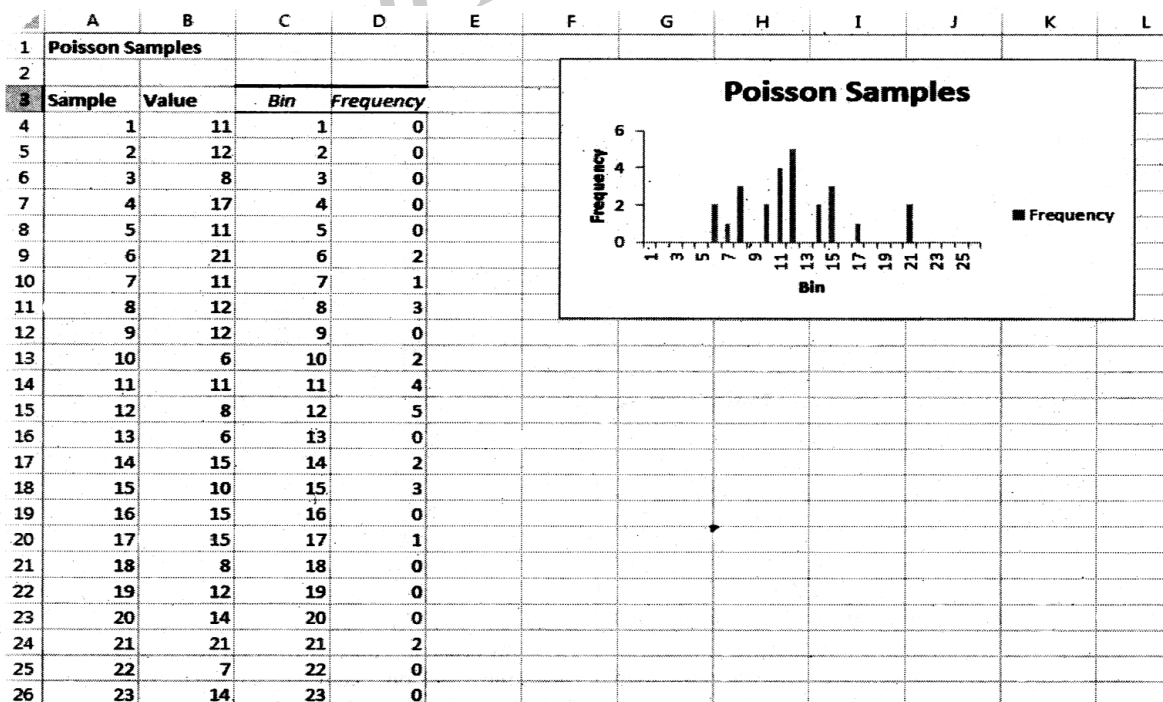 A B C D E F G H I J K L
1 Poisson Samples
2
3 Sample Value Bin Frequency
4 1 11 1 0
5 2 12 2 0
6 3 8 3 0
7 4 17 4 0
8 5 11 5 0
9 6 21 6 2
10 7 11 7 1
11 8 12 8 3
12 9 12 9 0
13 10 6 10 2
14 11 11 11 4
15 12 8 12 5
16 13 6 13 0
17 14 15 14 2
18 15 10 15 3
19 16 15 16 0
20 17 15 17 1
21 18 8 18 0
22 19 12 19 0
23 20 14 20 0
24 21 21 21 2
25 22 7 22 0
26 23 14 23 0
Poisson Samples
Frequency
6
4
2
0
1 3 5 7 9 11 13 15 17 19 21 23 25
Bin
Frequency